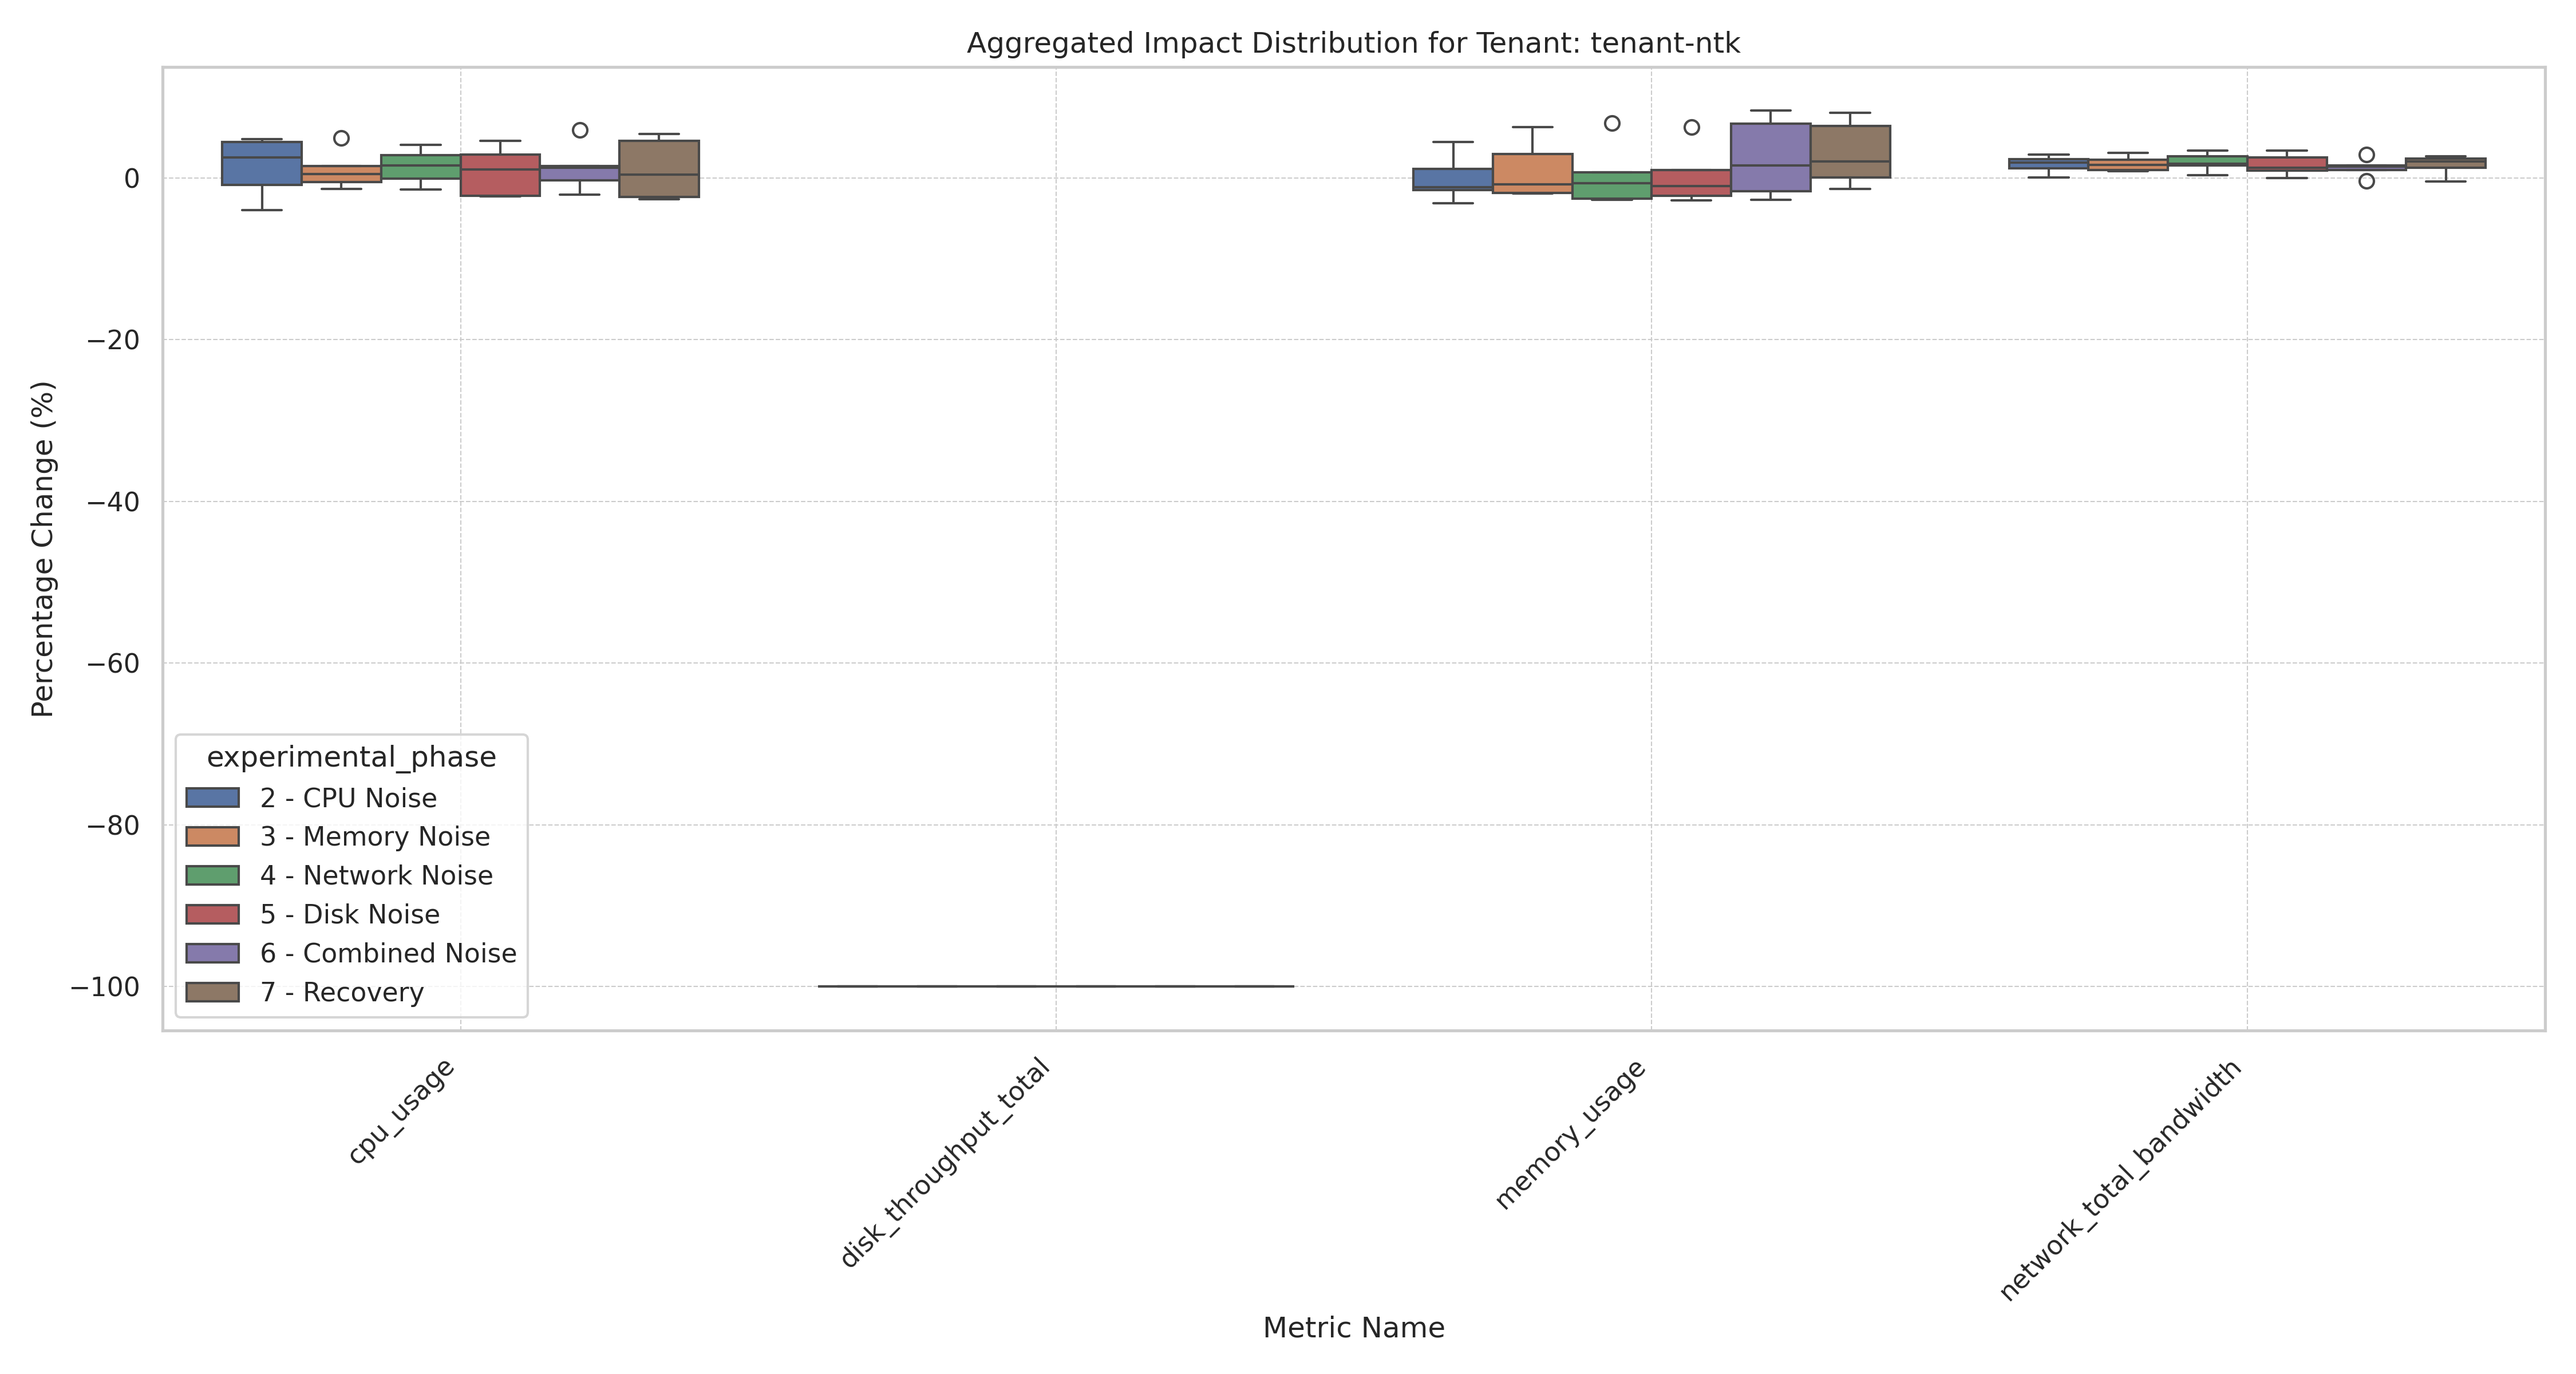 Aggregated Impact Distribution for Tenant: tenant-ntk
Percentage Change (%)
0
−20
−40
−60
−80
−100
experimental_phase
2 - CPU Noise
3 - Memory Noise
4 - Network Noise
5 - Disk Noise
6 - Combined Noise
7 - Recovery
cpu_usage
disk_throughput_total
memory_usage
network_total_bandwidth
Metric Name